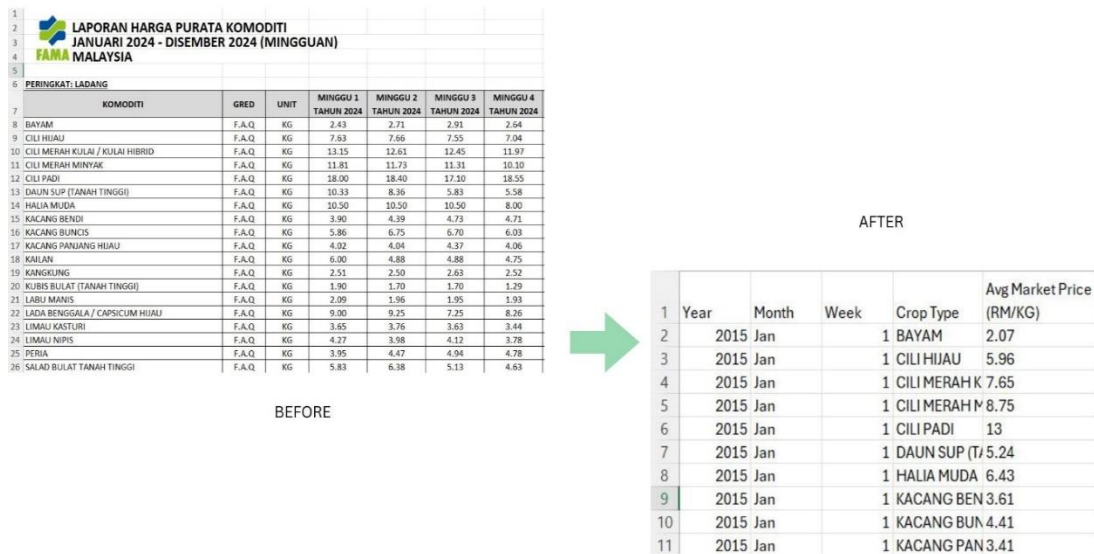 1
2 LAPORAN HARGA PURATA KOMODITI
3 JANUARI 2024 - DISEMBER 2024 (MINGGUAN)
4 FAMA MALAYSIA
5
6 PERINGKAT: LADANG
7 KOMODITI GRED UNIT MINGGU 1 TAHUN 2024 MINGGU 2 TAHUN 2024 MINGGU 3 TAHUN 2024 MINGGU 4 TAHUN 2024
8 BAYAM F.A.Q KG 2.43 2.71 2.91 2.64
9 CILI HIJAU F.A.Q KG 7.63 7.66 7.55 7.04
10 CILI MERAH KULAI / KULAI HIBRID F.A.Q KG 13.15 12.61 12.45 11.97
11 CILI MERAH MINYAK F.A.Q KG 11.81 11.73 11.31 10.10
12 CILI PADI F.A.Q KG 18.00 18.40 17.10 18.55
13 DAUN SUP (TANAH TINGGI) F.A.Q KG 10.33 8.36 5.83 5.58
14 HALIA MUDA F.A.Q KG 10.50 10.50 10.50 8.00
15 KACANG BENDI F.A.Q KG 3.90 4.39 4.73 4.71
16 KACANG BUNCIS F.A.Q KG 5.86 6.75 6.70 6.03
17 KACANG PANJANG HIJAU F.A.Q KG 4.02 4.04 4.37 4.06
18 KAILAN F.A.Q KG 6.00 4.88 4.88 4.75
19 KANGKUNG F.A.Q KG 2.51 2.50 2.63 2.52
20 KUBIS BULAT (TANAH TINGGI) F.A.Q KG 1.90 1.70 1.70 1.29
21 LABU MANIS F.A.Q KG 2.09 1.96 1.95 1.93
22 LADA BENGGALA / CAPSICUM HIJAU F.A.Q KG 9.00 9.25 7.25 8.26
23 LIMAU KASTURI F.A.Q KG 3.65 3.76 3.63 3.44
24 LIMAU NIPIS F.A.Q KG 4.27 3.98 4.12 3.78
25 PERIA F.A.Q KG 3.95 4.47 4.94 4.78
26 SALAD BULAT TANAH TINGGI F.A.Q KG 5.83 6.38 5.13 4.63
BEFORE
AFTER
1 Year Month Week Crop Type Avg Market Price (RM/KG)
2 2015 Jan 1 BAYAM 2.07
3 2015 Jan 1 CILI HIJAU 5.96
4 2015 Jan 1 CILI MERAH K 7.65
5 2015 Jan 1 CILI MERAH M 8.75
6 2015 Jan 1 CILI PADI 13
7 2015 Jan 1 DAUN SUP (TA 5.24
8 2015 Jan 1 HALIA MUDA 6.43
9 2015 Jan 1 KACANG BEN 3.61
10 2015 Jan 1 KACANG BUN 4.41
11 2015 Jan 1 KACANG PAN 3.41